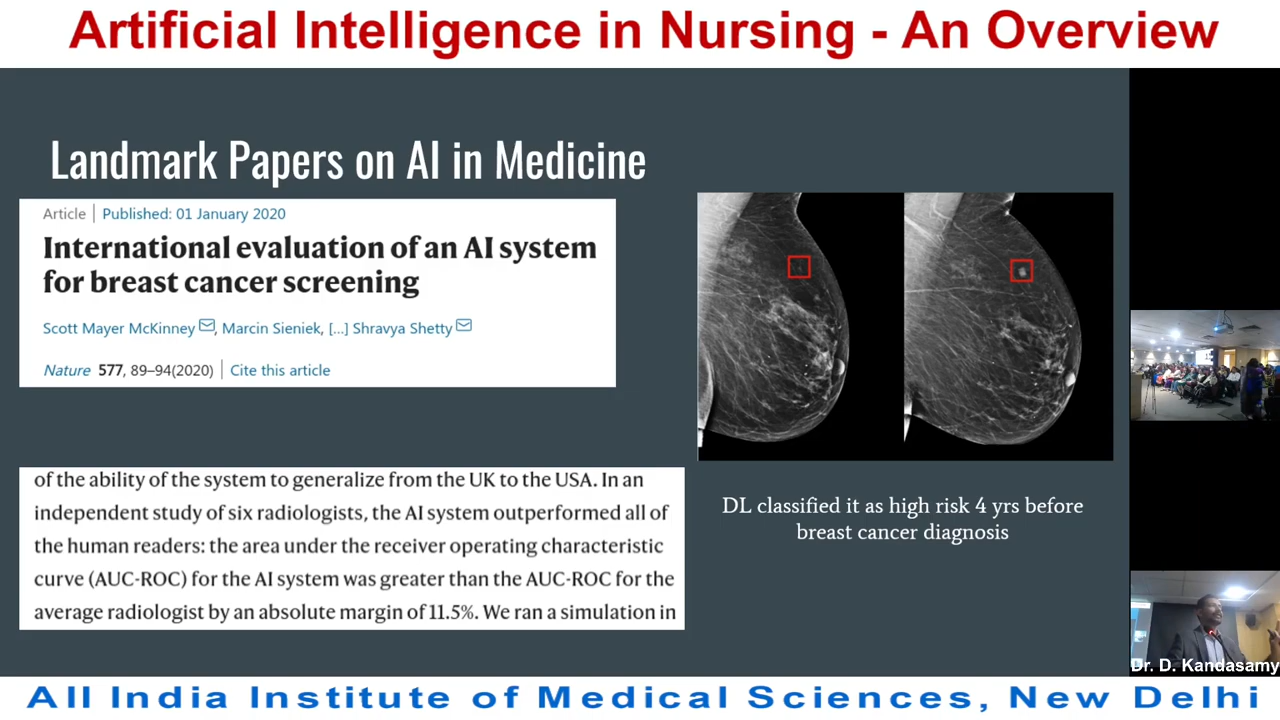 Artificial Intelligence in Nursing - An Overview
Landmark Papers on AI in Medicine
Article | Published: 01 January 2020
International evaluation of an AI system
for breast cancer screening
Scott Mayer McKinney, Marcin Sieniek, [...] Shravya Shetty
Nature 577, 89–94(2020) | Cite this article
of the ability of the system to generalize from the UK to the USA. In an
independent study of six radiologists, the AI system outperformed all of
the human readers: the area under the receiver operating characteristic
curve (AUC-ROC) for the AI system was greater than the AUC-ROC for the
average radiologist by an absolute margin of 11.5%. We ran a simulation in
DL classified it as high risk 4 yrs before
breast cancer diagnosis
Dr. D. Kandasamy
All India Institute of Medical Sciences, New Delhi